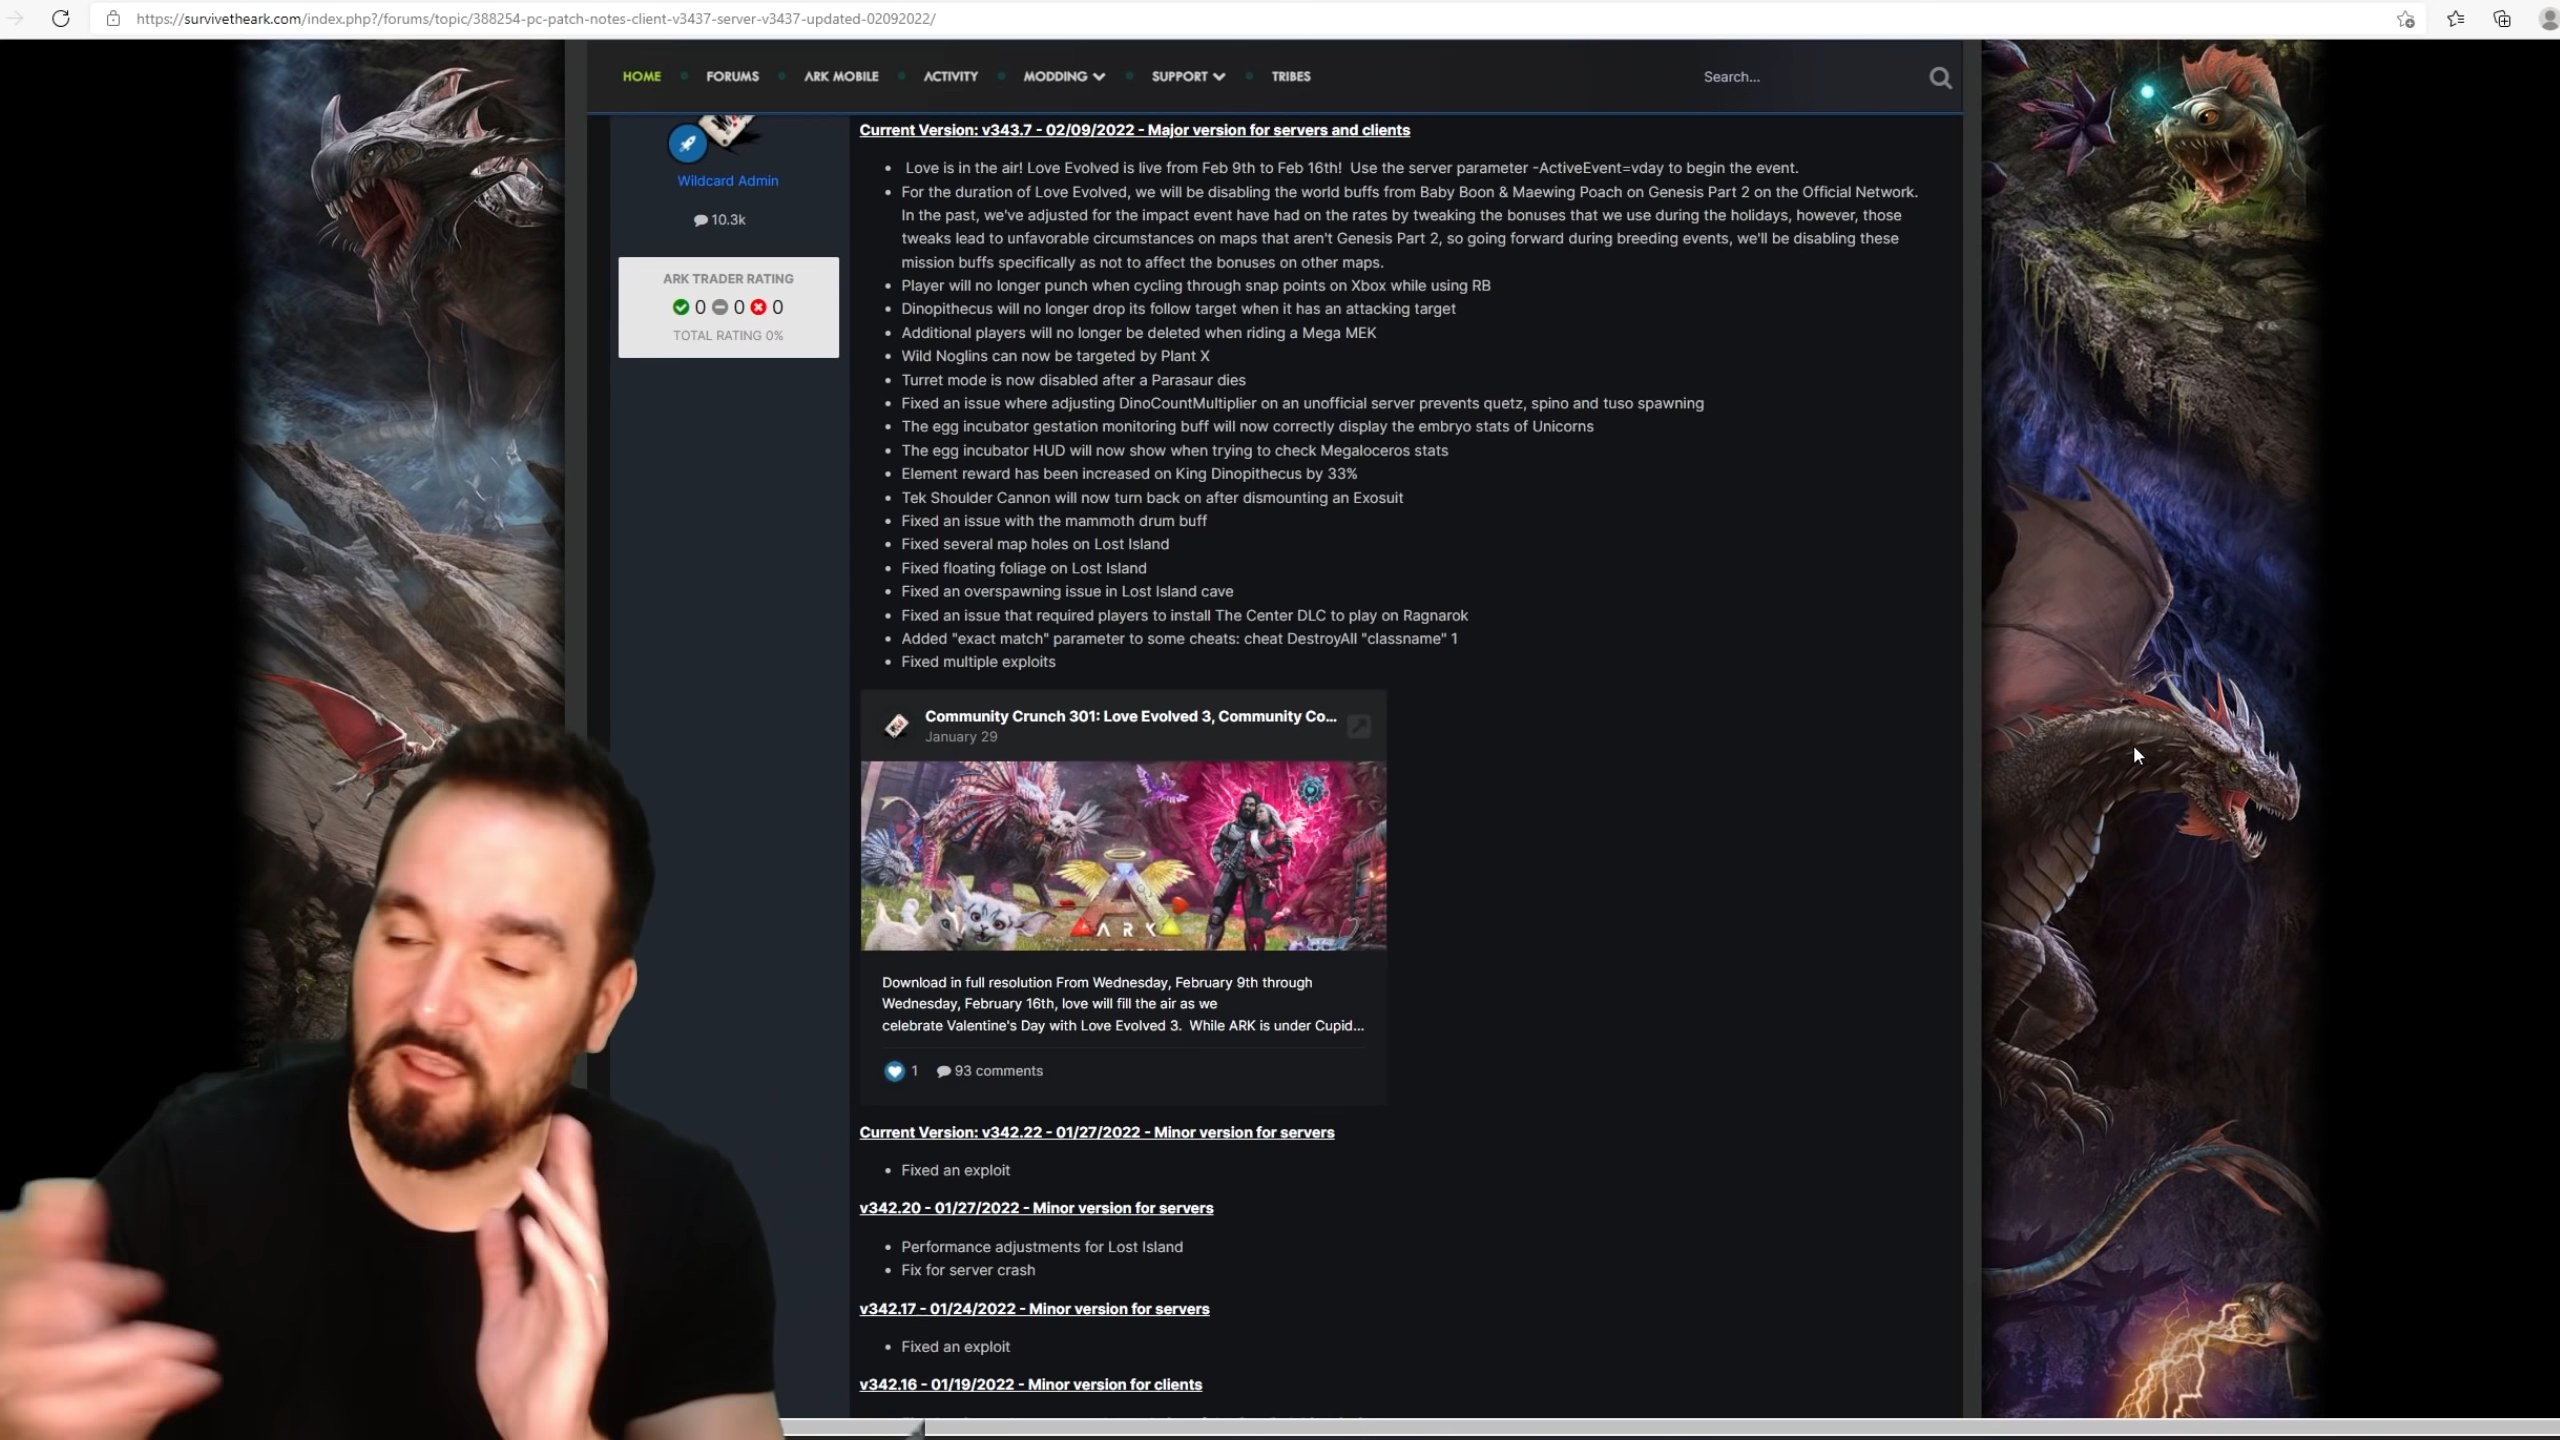 https://survivetheark.com/index.php?/forums/topic/388254-pc-patch-notes-client-v3437-server-v3437-updated-02092022/
HOME FORUMS ARK MOBILE ACTIVITY MODDING SUPPORT TRIBES Search...
Wildcard Admin
10.3k
ARK TRADER RATING
0 0 0
TOTAL RATING 0%
Current Version: v343.7 - 02/09/2022 - Major version for servers and clients
Love is in the air! Love Evolved is live from Feb 9th to Feb 16th! Use the server parameter -ActiveEvent=vday to begin the event.
For the duration of Love Evolved, we will be disabling the world buffs from Baby Boon & Maewing Poach on Genesis Part 2 on the Official Network.
In the past, we've adjusted for the impact event have had on the rates by tweaking the bonuses that we use during the holidays, however, those
tweaks lead to unfavorable circumstances on maps that aren't Genesis Part 2, so going forward during breeding events, we'll be disabling these
mission buffs specifically as not to affect the bonuses on other maps.
Player will no longer punch when cycling through snap points on Xbox while using RB
Dinopithecus will no longer drop its follow target when it has an attacking target
Additional players will no longer be deleted when riding a Mega MEK
Wild Noglins can now be targeted by Plant X
Turret mode is now disabled after a Parasaur dies
Fixed an issue where adjusting DinoCountMultiplier on an unofficial server prevents quetz, spino and tuso spawning
The egg incubator gestation monitoring buff will now correctly display the embryo stats of Unicorns
The egg incubator HUD will now show when trying to check Megaloceros stats
Element reward has been increased on King Dinopithecus by 33%
Tek Shoulder Cannon will now turn back on after dismounting an Exosuit
Fixed an issue with the mammoth drum buff
Fixed several map holes on Lost Island
Fixed floating foliage on Lost Island
Fixed an overspawning issue in Lost Island cave
Fixed an issue that required players to install The Center DLC to play on Ragnarok
Added "exact match" parameter to some cheats: cheat DestroyAll "classname" 1
Fixed multiple exploits
Community Crunch 301: Love Evolved 3, Community Co...
January 29
ARK
Download in full resolution From Wednesday, February 9th through
Wednesday, February 16th, love will fill the air as we
celebrate Valentine's Day with Love Evolved 3. While ARK is under Cupid...
1 93 comments
Current Version: v342.22 - 01/27/2022 - Minor version for servers
Fixed an exploit
v342.20 - 01/27/2022 - Minor version for servers
Performance adjustments for Lost Island
Fix for server crash
v342.17 - 01/24/2022 - Minor version for servers
Fixed an exploit
v342.16 - 01/19/2022 - Minor version for clients